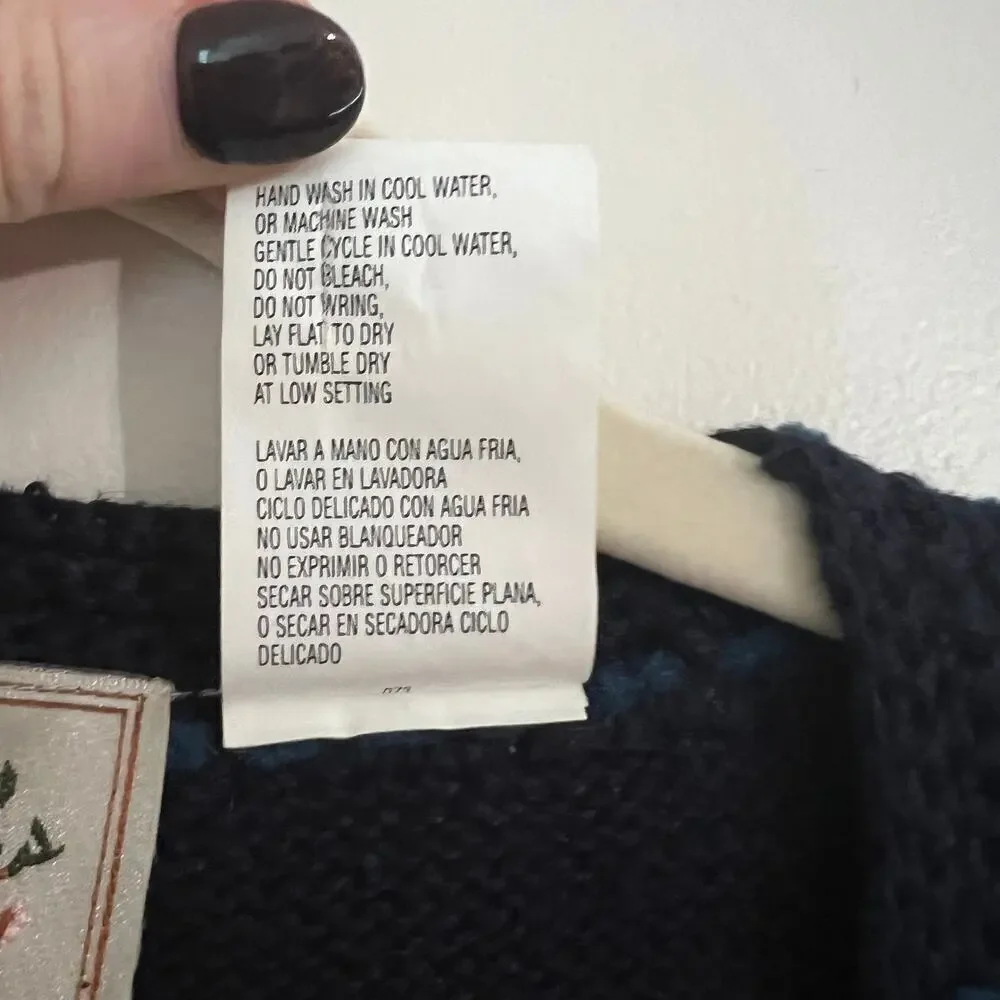 HAND WASH IN COOL WATER,
OR MACHINE WASH
GENTLE CYCLE IN COOL WATER,
DO NOT BLEACH,
DO NOT WRING,
LAY FLAT TO DRY
OR TUMBLE DRY
AT LOW SETTING
LAVAR A MANO CON AGUA FRIA,
O LAVAR EN LAVADORA
CICLO DELICADO CON AGUA FRIA
NO USAR BLANQUEADOR
NO EXPRIMIR O RETORCER
SECAR SOBRE SUPERFICIE PLANA,
O SECAR EN SECADORA CICLO
DELICADO